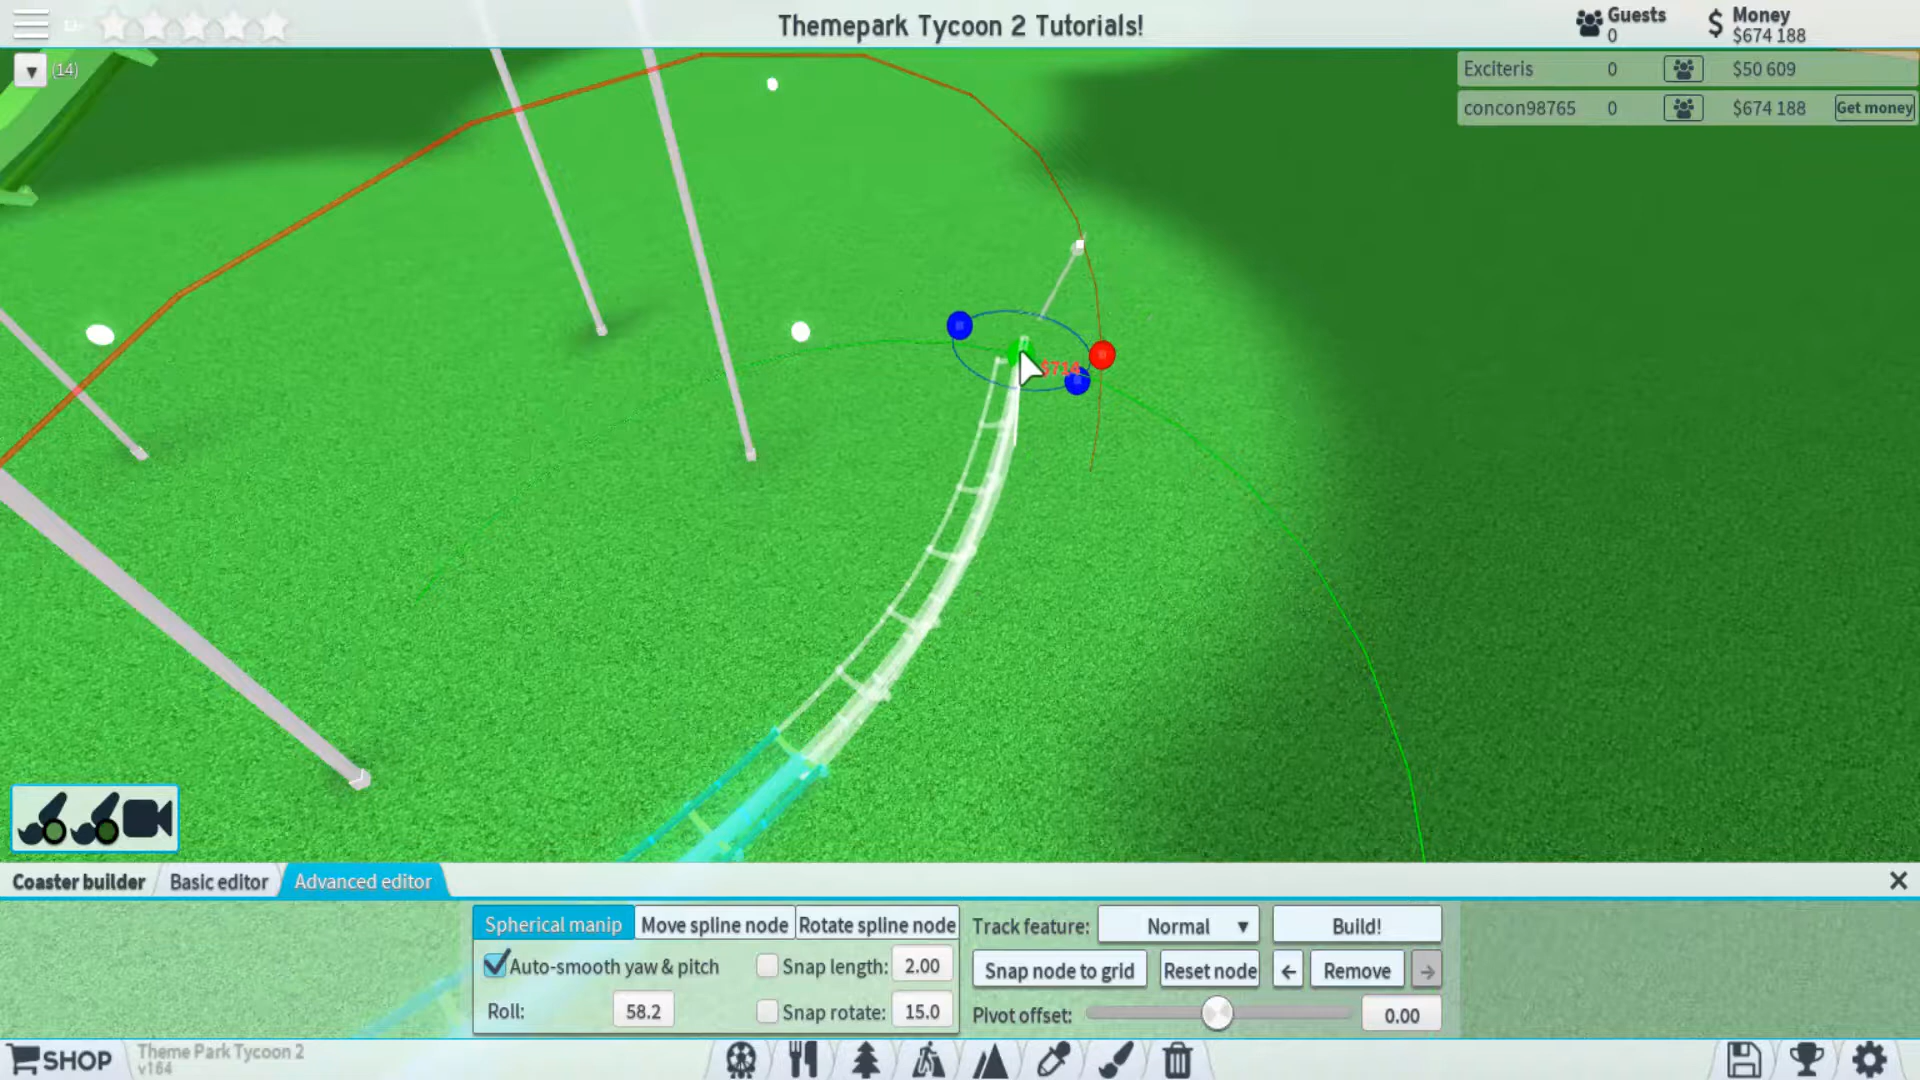 Themepark Tycoon 2 Tutorials!
Guests
0
$ Money
$674 188
(14)
Exciteris 0 $50 609
concon98765 0 $674 188 Get money
$714
Coaster builder Basic editor Advanced editor
Spherical manip Move spline node Rotate spline node
Track feature: Normal Build!
Auto-smooth yaw & pitch Snap length: 2.00
Snap node to grid Reset node Remove
Roll: 58.2 Snap rotate: 15.0
Pivot offset: 0.00
SHOP
Theme Park Tycoon 2
v164